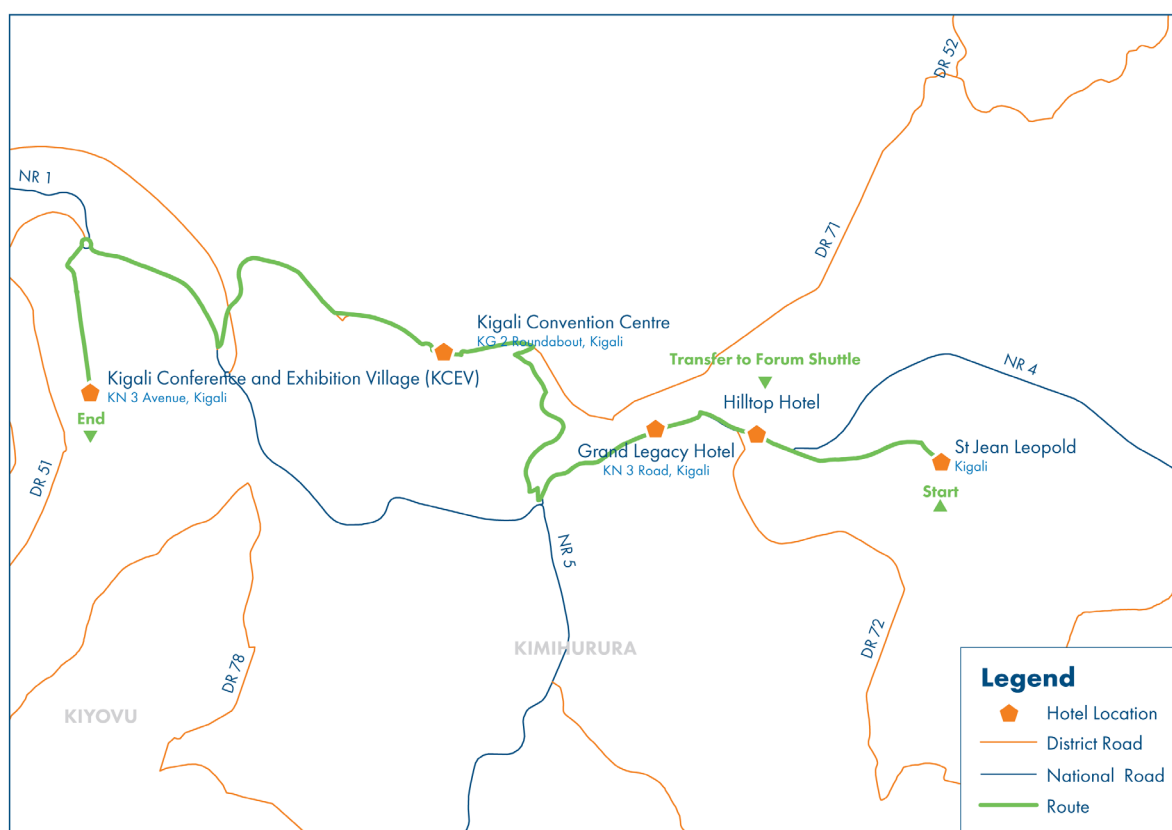 DR 52
NR 1
DR 71
Kigali Convention Centre
KG 2 Roundabout, Kigali
Transfer to Forum Shuttle
NR 4
Kigali Conference and Exhibition Village (KCEV)
KN 3 Avenue, Kigali
End
Hilltop Hotel
Grand Legacy Hotel
KN 3 Road, Kigali
St Jean Leopold
Kigali
Start
DR 51
NR 5
KIMIHURURA
DR 72
DR 78
KIYOVU
Legend
Hotel Location
District Road
National Road
Route